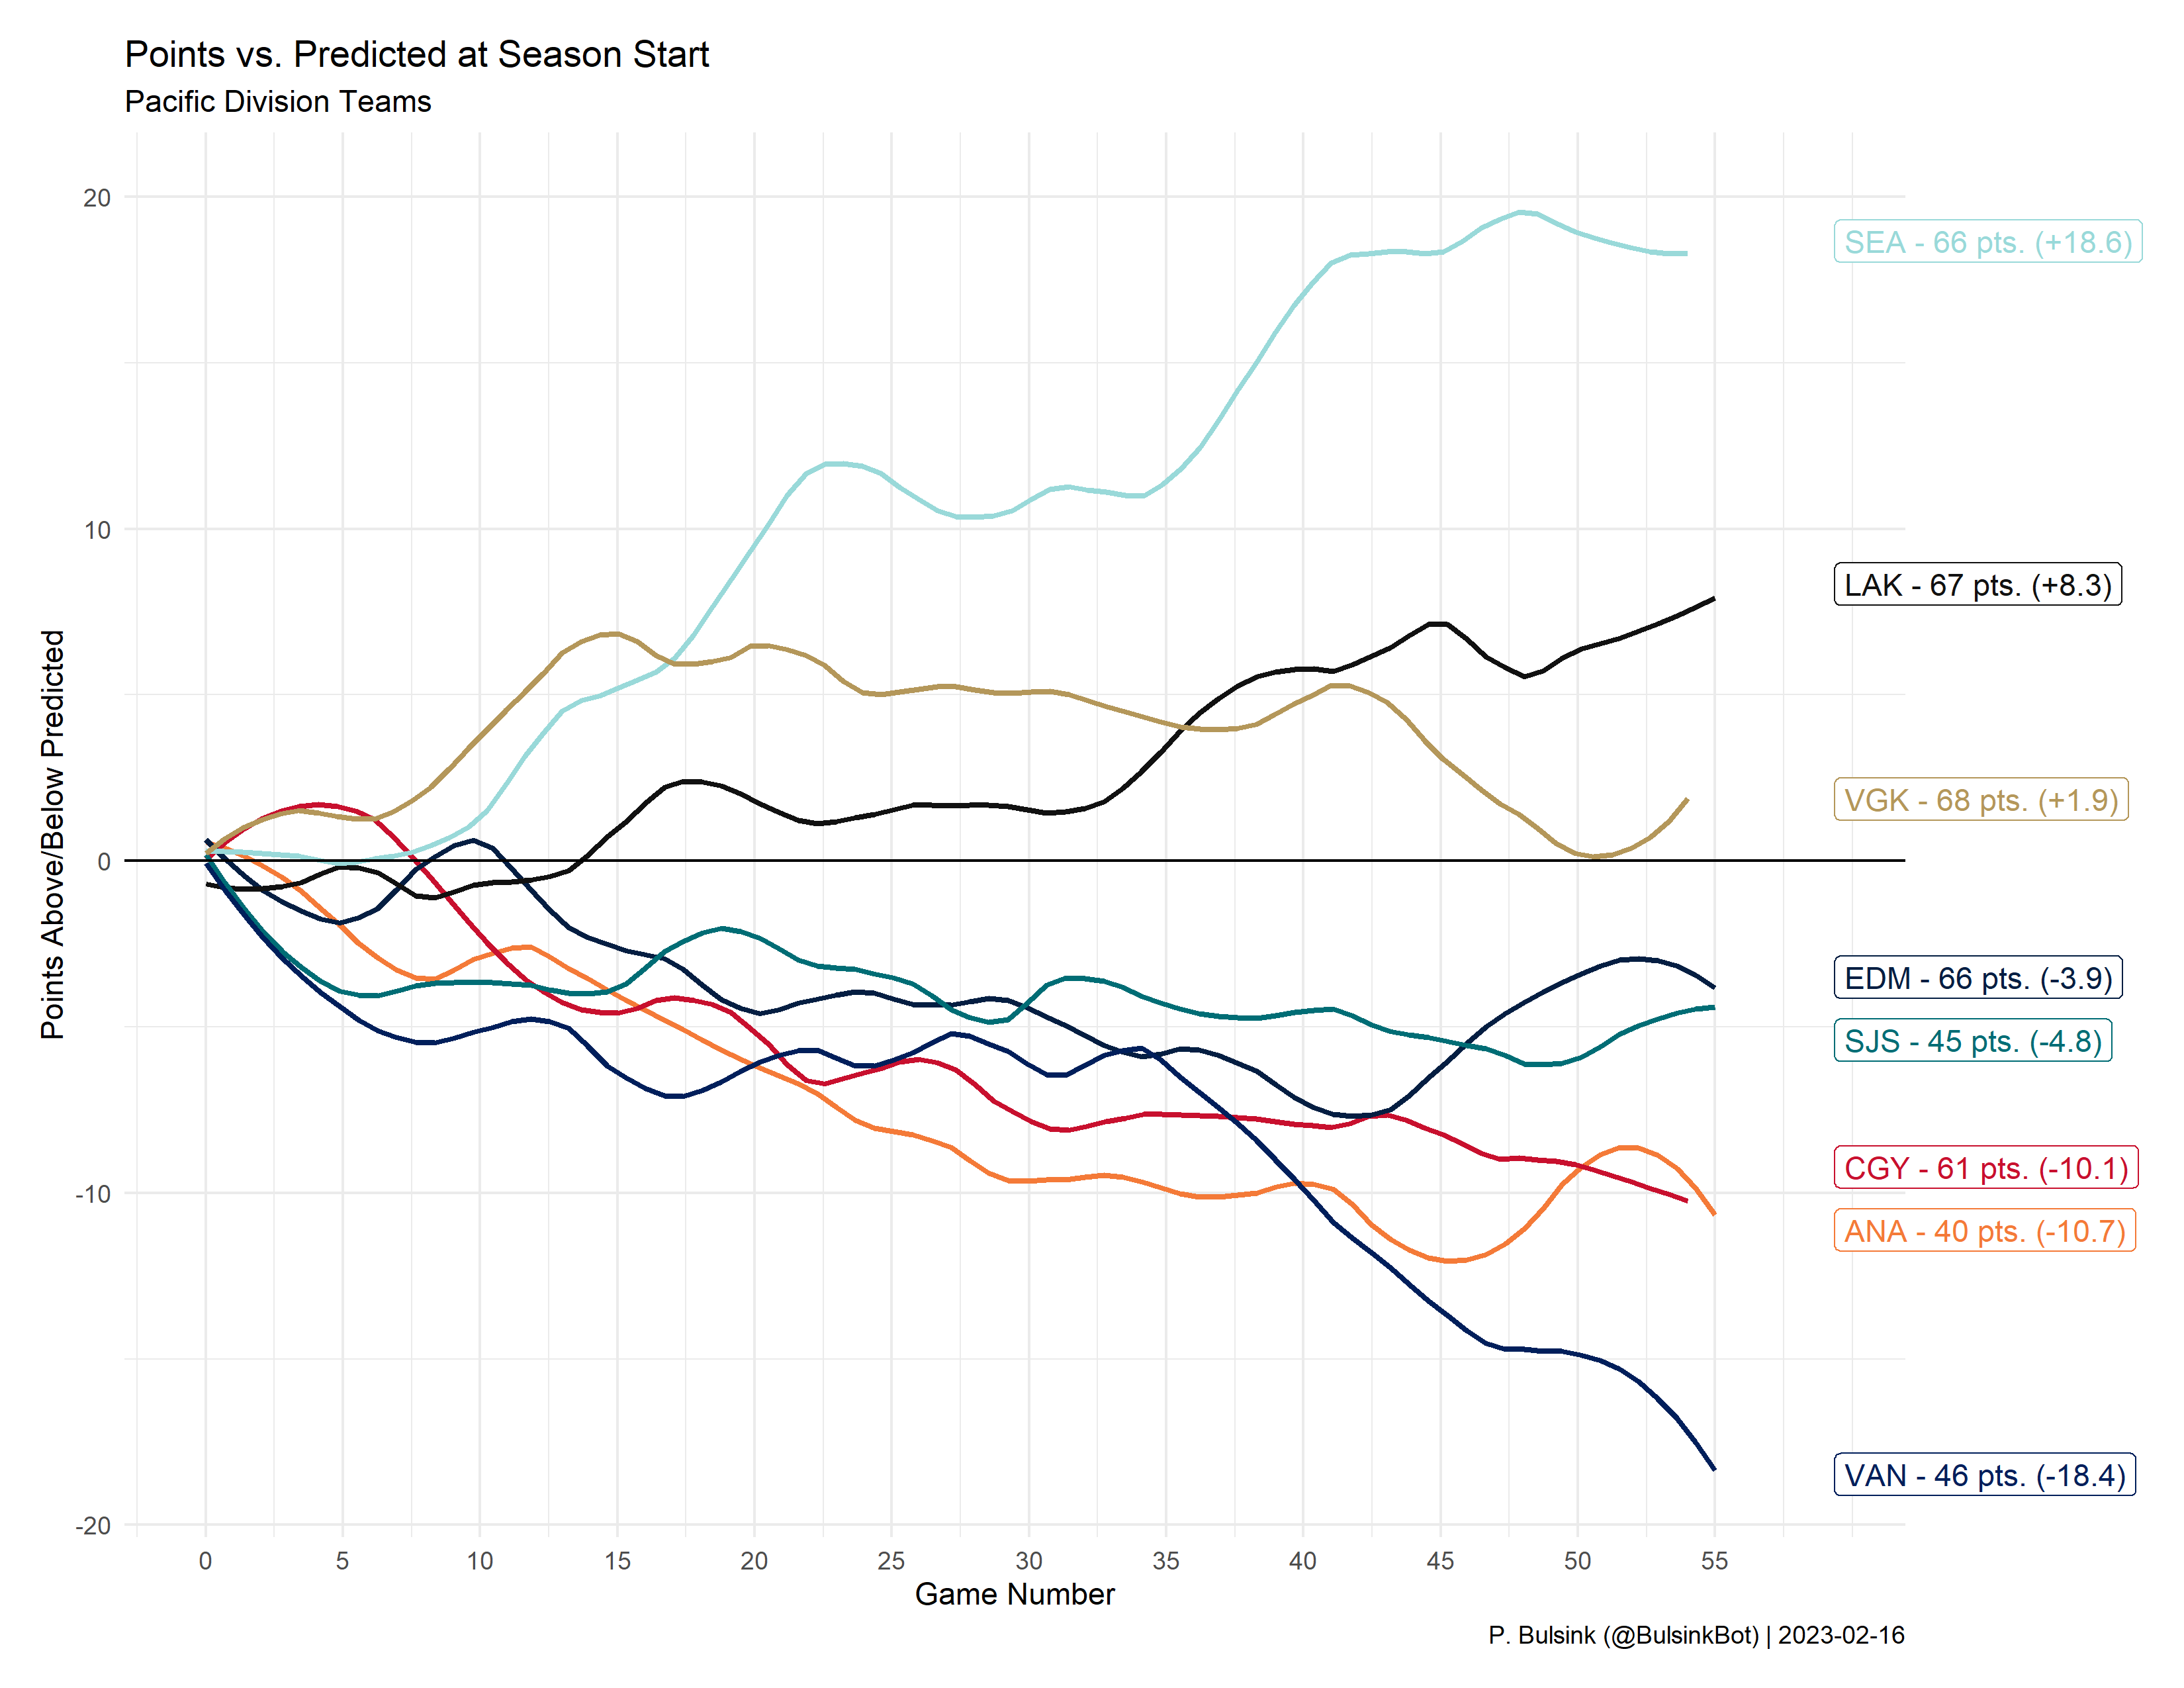 Points vs. Predicted at Season Start
Pacific Division Teams
Points Above/Below Predicted
20
10
0
-10
-20
SEA - 66 pts. (+18.6)
LAK - 67 pts. (+8.3)
VGK - 68 pts. (+1.9)
EDM - 66 pts. (-3.9)
SJS - 45 pts. (-4.8)
CGY - 61 pts. (-10.1)
ANA - 40 pts. (-10.7)
VAN - 46 pts. (-18.4)
0 5 10 15 20 25 30 35 40 45 50 55
Game Number
P. Bulsink (@BulsinkBot) | 2023-02-16